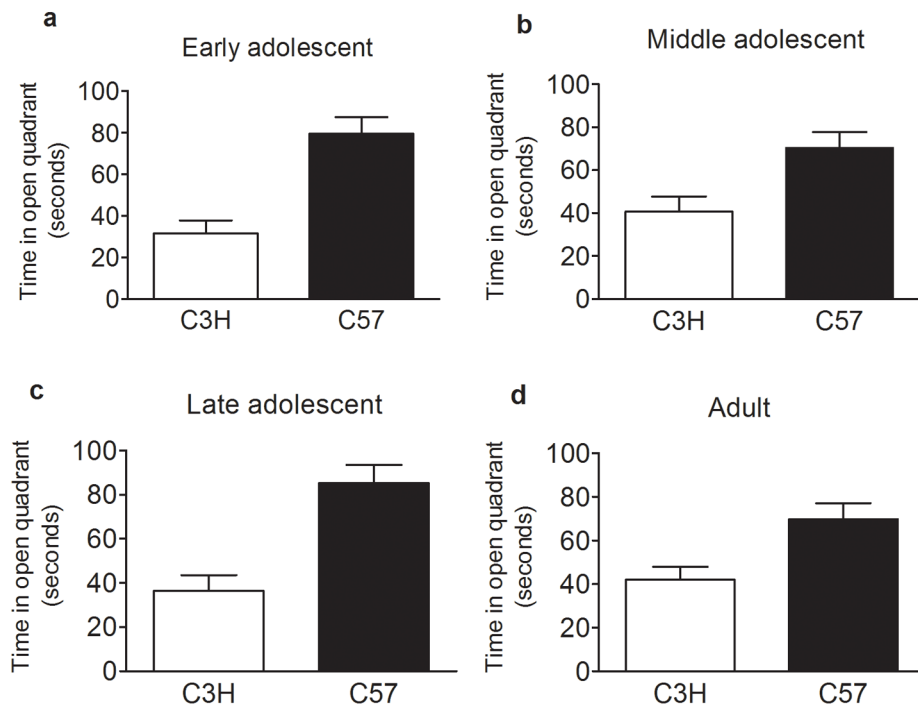 a
Early adolescent
Time in open quadrant
(seconds)
100
80
60
40
20
0
C3H
C57
b
Middle adolescent
Time in open quadrant
(seconds)
100
80
60
40
20
0
C3H
C57
c
Late adolescent
Time in open quadrant
(seconds)
100
80
60
40
20
0
C3H
C57
d
Adult
Time in open quadrant
(seconds)
100
80
60
40
20
0
C3H
C57